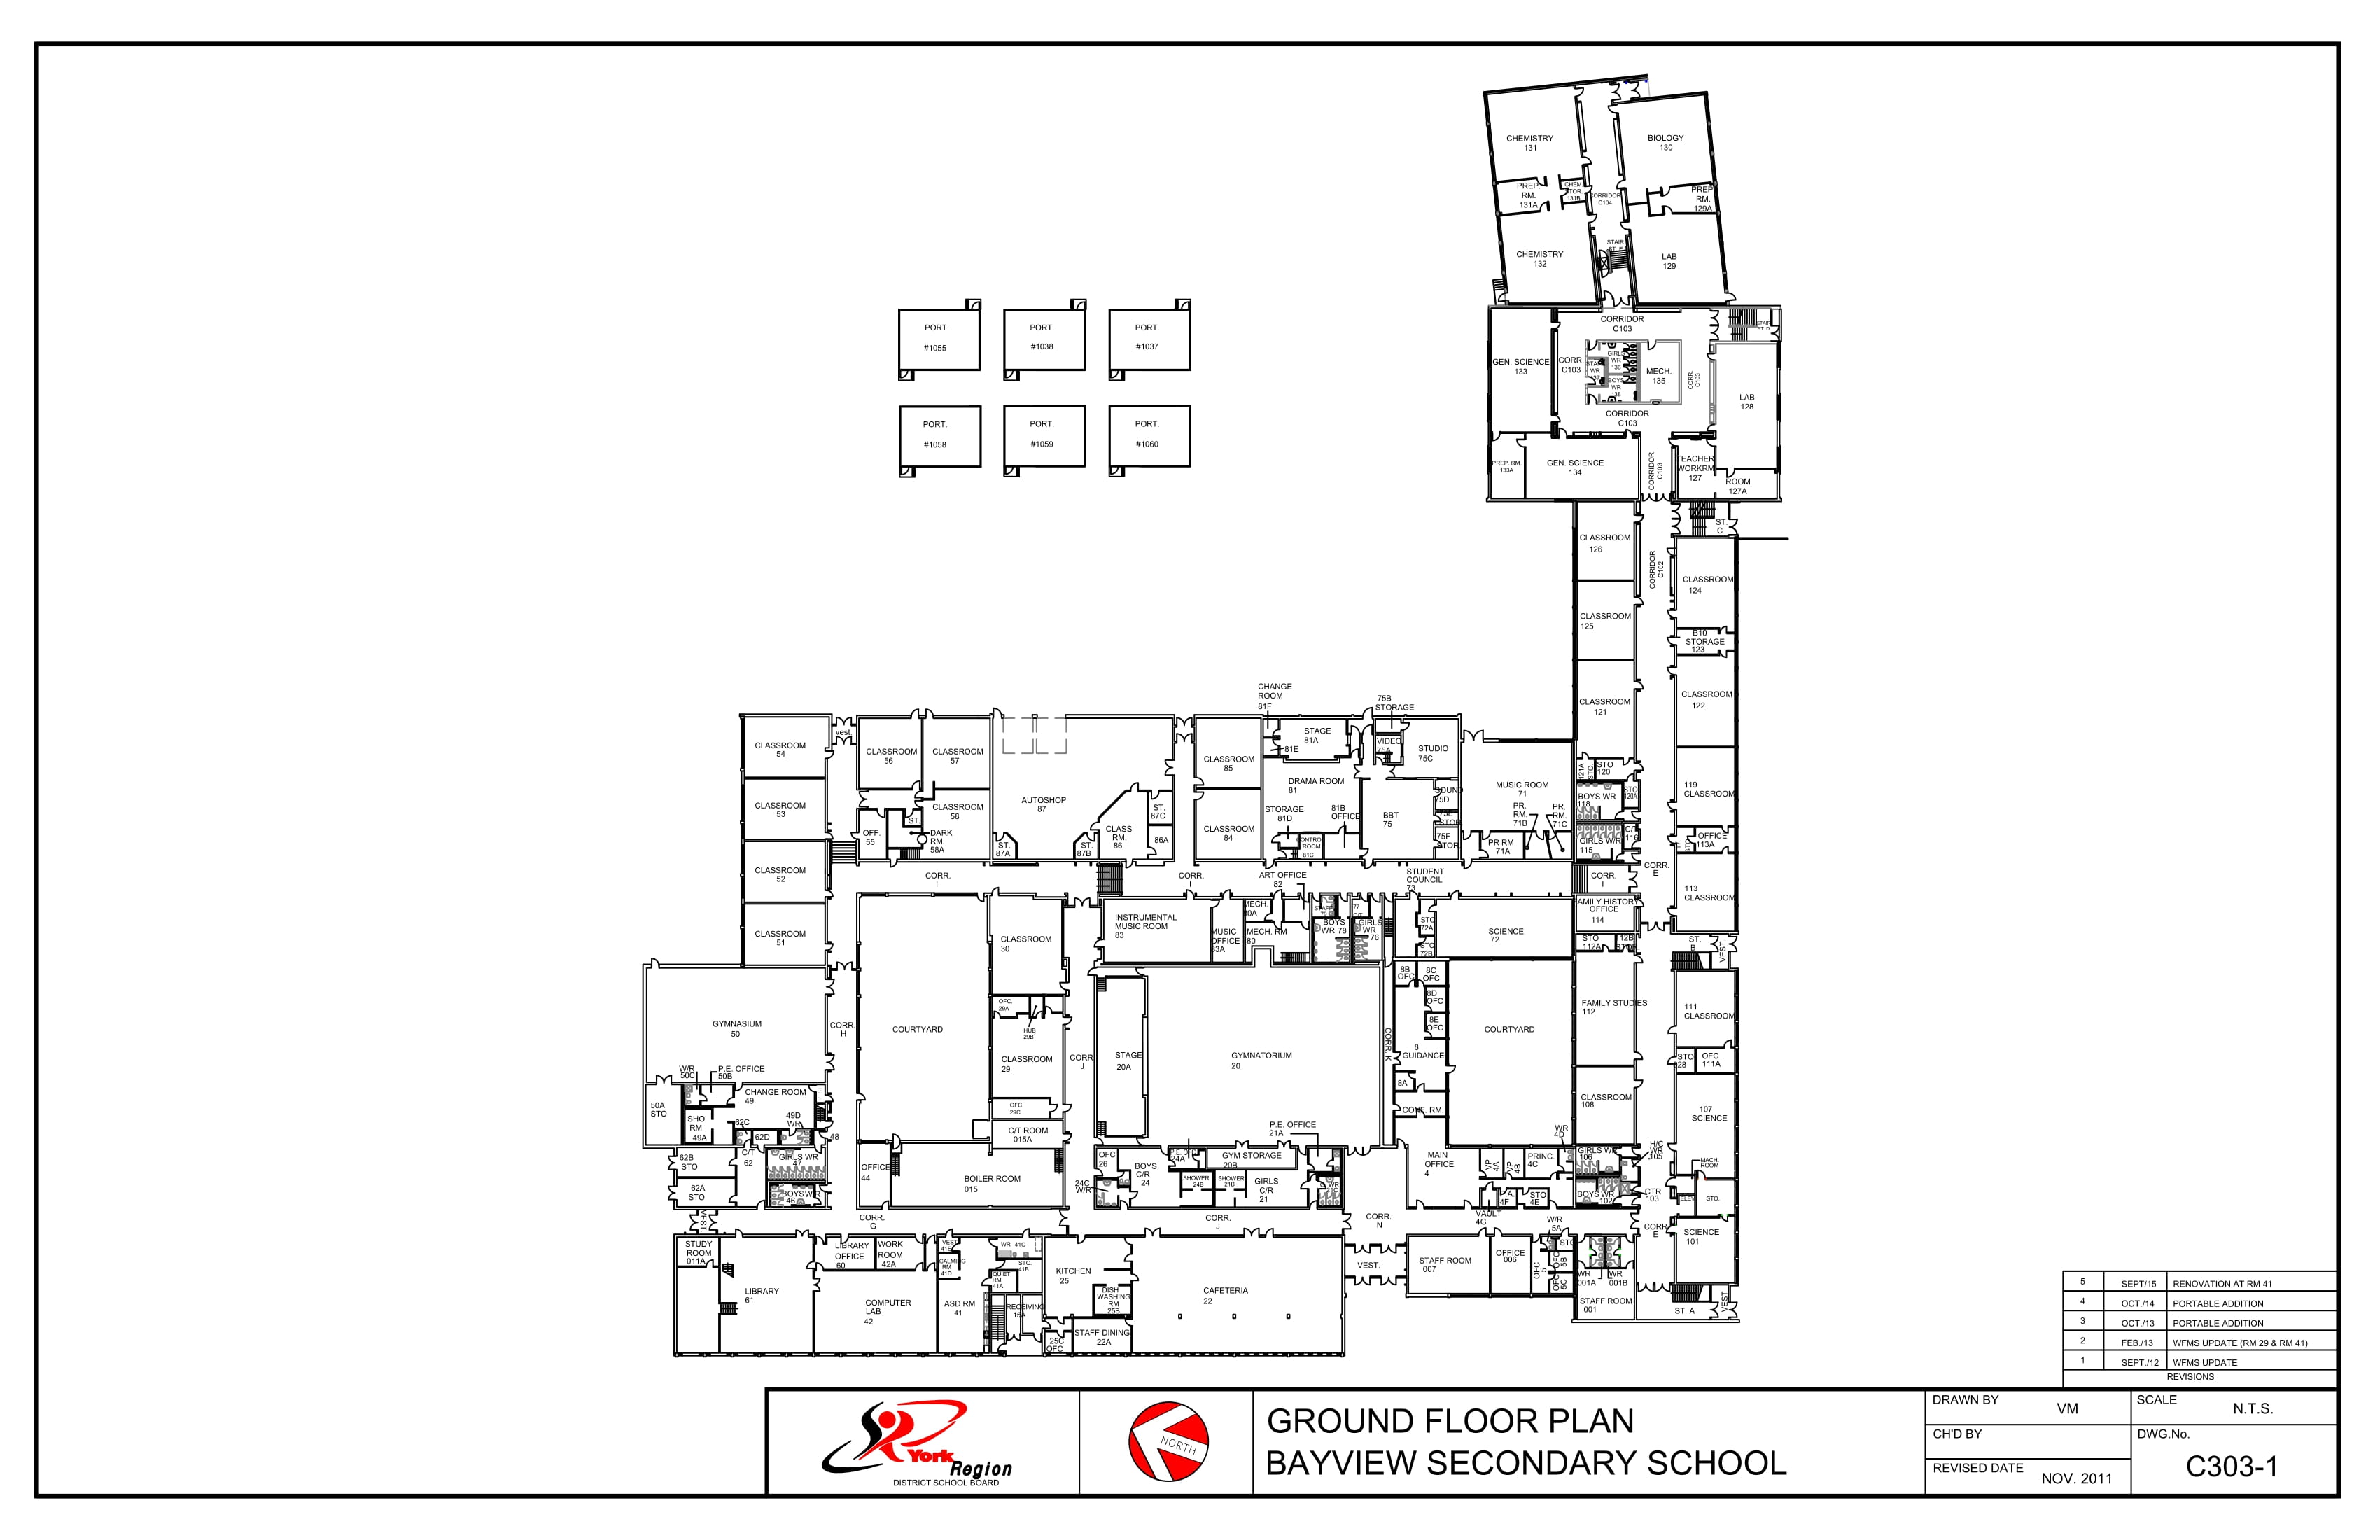 CHEMISTRY
131
BIOLOGY
130
PREP.
RM.
131A
CHEM.
STOR.
131B
CORRIDOR
C104
PREP.
RM.
129A
STAIR
ST. E
CHEMISTRY
132
LAB
129
PORT.
#1055
PORT.
#1038
PORT.
#1037
PORT.
#1058
PORT.
#1059
PORT.
#1060
CORRIDOR
C103
STAIR
ST. D
GEN. SCIENCE
133
CORR.
C103
GIRLS
WR
136
STAFF
WR
137
BOYS
WR
138
MECH.
135
CORR.
C103
LAB
128
CORRIDOR
C103
PREP. RM.
133A
GEN. SCIENCE
134
CORRIDOR
C103
TEACHER
WORKRM
127
ROOM
127A
ST.
C
CLASSROOM
126
CORRIDOR
C102
CLASSROOM
124
CLASSROOM
125
B10
STORAGE
123
CLASSROOM
121
CLASSROOM
122
CHANGE
ROOM
81F
75B
STORAGE
CLASSROOM
54
vest.
CLASSROOM
56
CLASSROOM
57
CLASSROOM
85
STAGE
81A
81E
VIDEO
75A
STUDIO
75C
121A
STO.
STO
120
CLASSROOM
53
AUTOSHOP
87
DRAMA ROOM
81
SOUND
75D
MUSIC ROOM
71
BOYS WR
118
STO
120A
119
CLASSROOM
CLASSROOM
58
ST.
ST.
87C
STORAGE
81D
81B
OFFICE
BBT
75
75E
STOR.
PR.
RM.
71B
PR.
RM.
71C
OFF.
55
DARK
RM.
58A
ST.
87A
ST.
87B
CLASS
RM.
86
86A
CLASSROOM
84
CONTROL
ROOM
81C
75F
STOR.
PR RM
71A
GIRLS W/R
115
C/T
116
OFFICE
113A
CLASSROOM
52
CORR.
I
CORR.
I
ART OFFICE
82
STUDENT
COUNCIL
73
CORR.
I
CORR.
E
113
CLASSROOM
CLASSROOM
51
CLASSROOM
30
INSTRUMENTAL
MUSIC ROOM
83
MUSIC
OFFICE
83A
MECH.
80A
MECH. RM
80
STAFF
79
BOYS
WR 78
77
C/T
GIRLS
WR
76
STO
72A
STO
72B
SCIENCE
72
FAMILY HISTORY
OFFICE
114
STO
112A
112B
STOR.
ST.
B
VEST.
GYMNASIUM
50
CORR.
H
COURTYARD
OFC.
29A
HUB
29B
CLASSROOM
29
CORR.
J
STAGE
20A
GYMNATORIUM
20
CORR. K
8B
OFC
8C
OFC
8D
OFC
8E
OFC
8
GUIDANCE
8A
CONF. RM.
COURTYARD
FAMILY STUDIES
112
111
CLASSROOM
STO
028
OFC
111A
W/R
50C
P.E. OFFICE
50B
50A
STO
CHANGE ROOM
49
SHO
RM
49A
62C
62D
49D
WR
48
OFC.
29C
C/T ROOM
015A
CLASSROOM
108
107
SCIENCE
62B
STO
62A
STO
C/T
62
GIRLS WR
47
BOYS W/R
46
OFFICE
44
BOILER ROOM
015
OFC
26
24C
W/R
BOYS
C/R
24
P.E. OFC
24A
SHOWER
24B
GYM STORAGE
20B
SHOWER
21B
GIRLS
C/R
21
P.E. OFFICE
21A
MAIN
OFFICE
4
VP
4A
VP
4B
PRINC.
4C
WR
4D
4F
STO
4E
GIRLS WR
106
BOYS WR
102
H/C
WR
105
MACH.
ROOM
CTR
103
ELEV.
STO.
VEST.
CORR.
G
CORR.
J
CORR.
N
VAULT
4G
W/R
5A
CORR.
E
SCIENCE
101
STUDY
ROOM
011A
LIBRARY
61
LIBRARY
OFFICE
60
WORK
ROOM
42A
COMPUTER
LAB
42
VEST.
41E
CALMING
RM
41D
ASD RM
41
WR 41C
STO.
41B
QUIET
RM
41A
RECEIVING
15A
KITCHEN
25
DISH
WASHING
RM
25B
25C
OFC
STAFF DINING
22A
CAFETERIA
22
VEST.
STAFF ROOM
007
OFFICE
006
OFC
5
OFC
5B
OFC
5C
STO
WR
001A
WR
001B
STAFF ROOM
001
ST. A
VEST
5 SEPT/15 RENOVATION AT RM 41
4 OCT./14 PORTABLE ADDITION
3 OCT./13 PORTABLE ADDITION
2 FEB./13 WFMS UPDATE (RM 29 & RM 41)
1 SEPT./12 WFMS UPDATE
REVISIONS
York
Region
DISTRICT SCHOOL BOARD
NORTH
GROUND FLOOR PLAN
BAYVIEW SECONDARY SCHOOL
DRAWN BY VM
CH'D BY
REVISED DATE NOV. 2011
SCALE N.T.S.
DWG.No.
C303-1